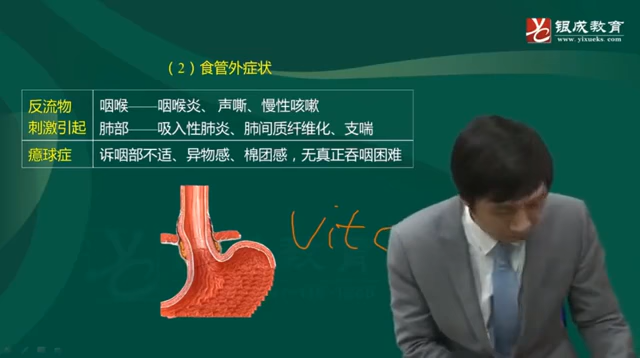 银成教育
www.yixueks.com
（2）食管外症状
反流物 咽喉——咽喉炎、声嘶、慢性咳嗽
刺激引起 肺部——吸入性肺炎、肺间质纤维化、支喘
癔球症 诉咽部不适、异物感、棉团感，无真正吞咽困难